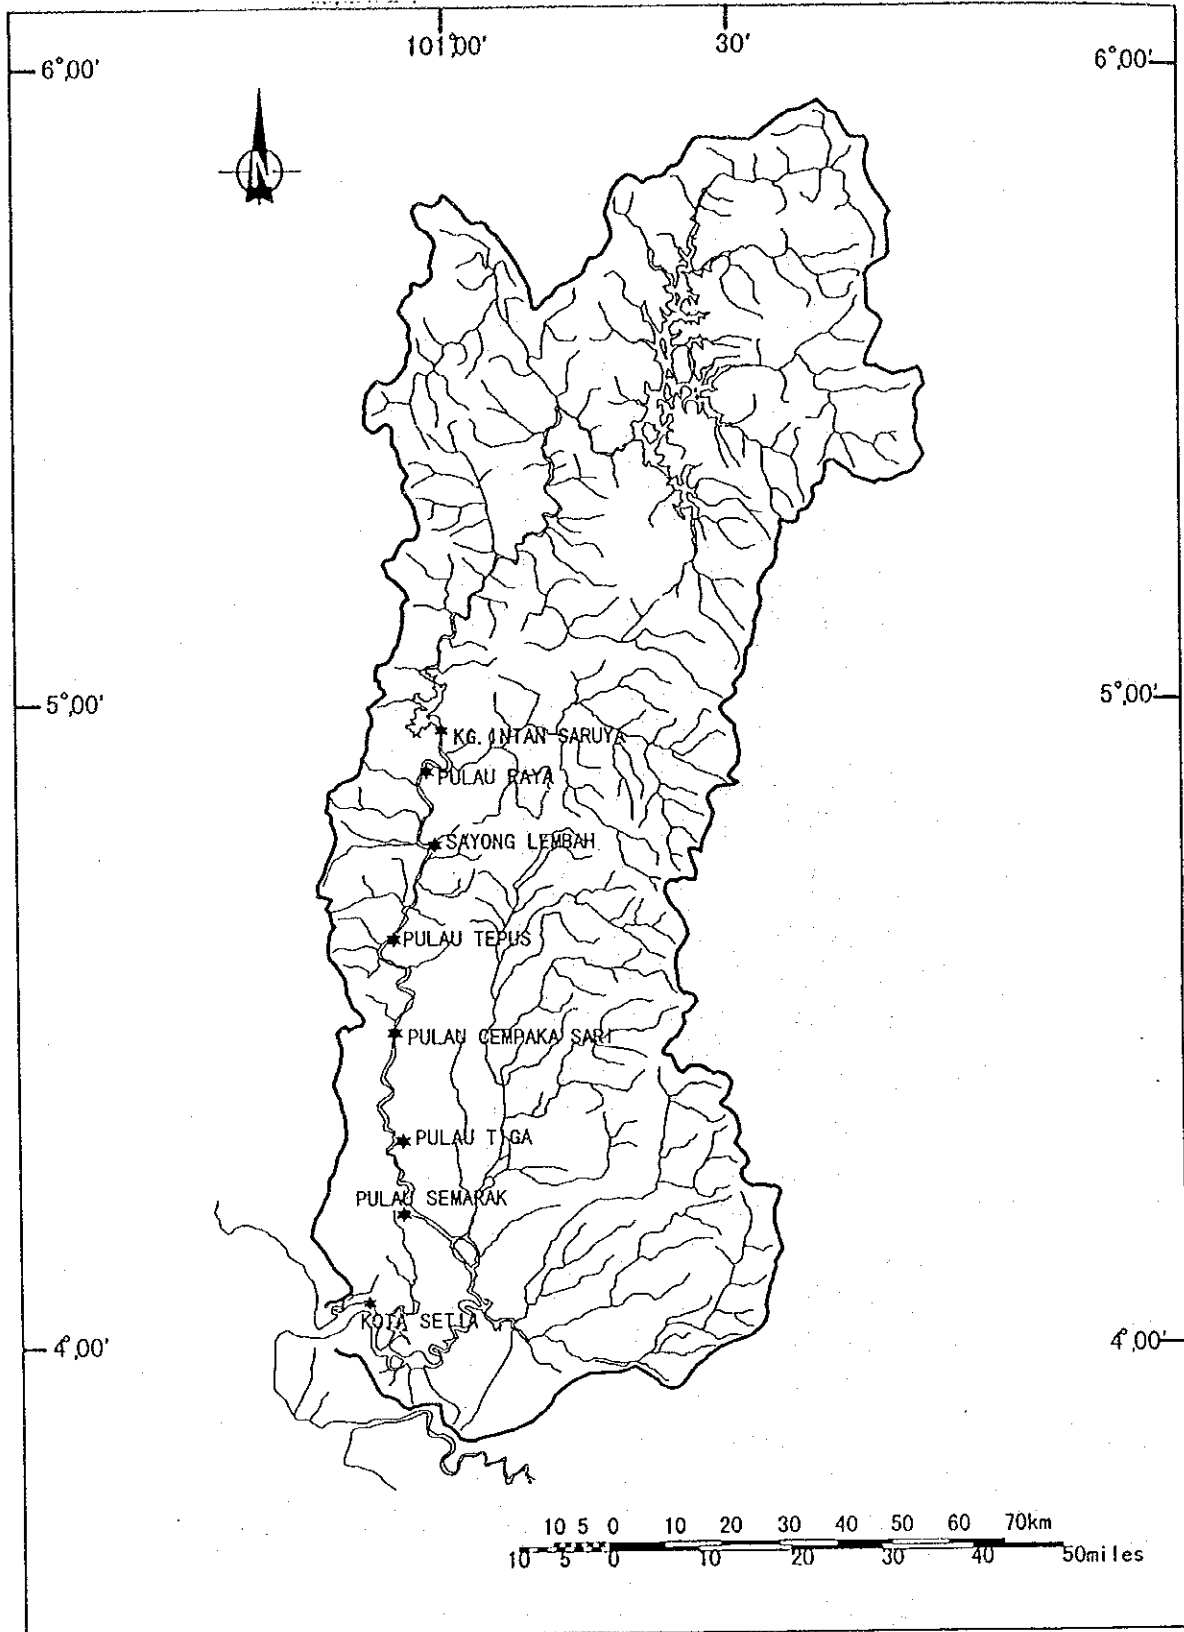 101°00' 30'
6°00' 6°00'
N
5°00' 5°00'
KG. INTAN SARUYA
PULAU RAYA
SAYONG LEMBAH
PULAU TEPUS
PULAU CEMPAKA SARI
PULAU TIGA
PULAU SEMARAK
KOTA SETIA
4°00' 4°00'
10 5 0 10 20 30 40 50 60 70km
10 5 0 10 20 30 40 50miles